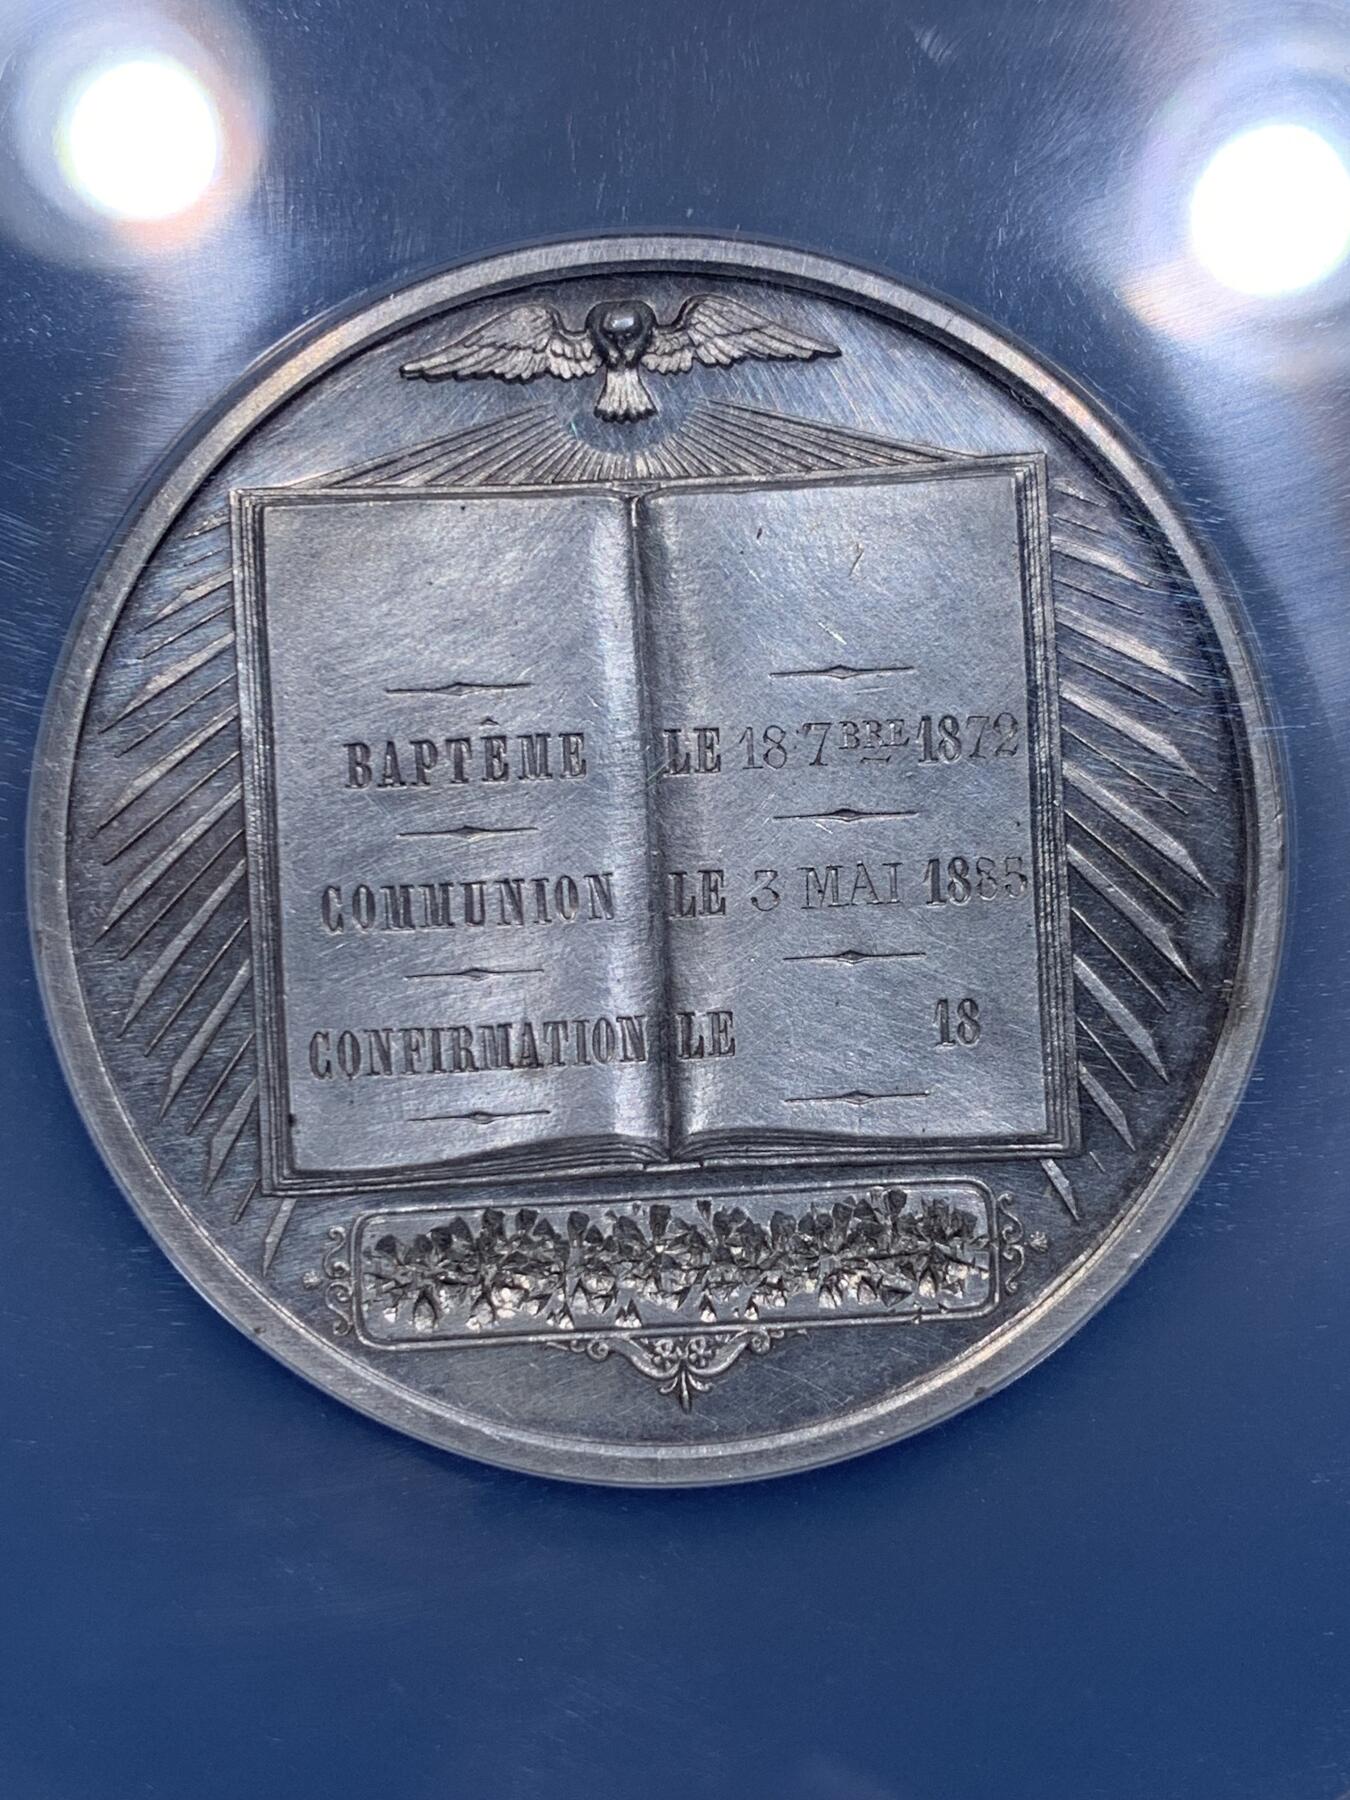 BAPTÊME LE 18 7BRE 1872
COMMUNION LE 3 MAI 1885
CONFIRMATION LE 18